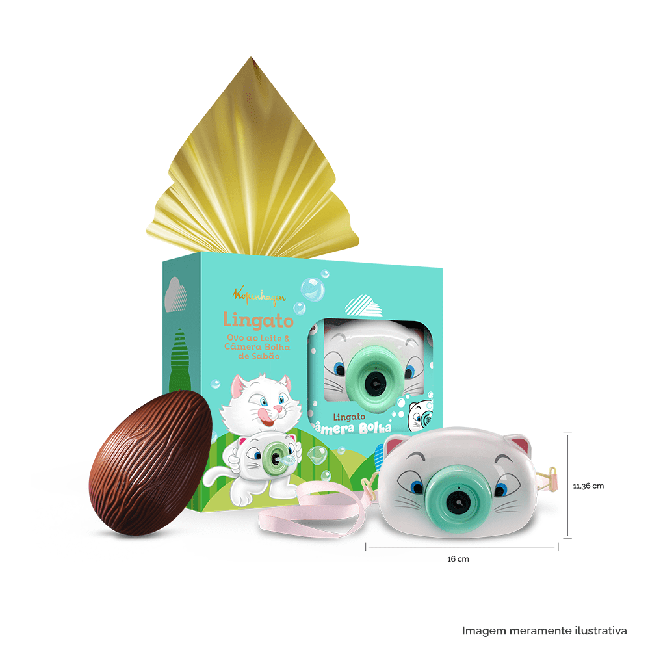 Kopenhagen
Lingato
Ovo ao Leite &
Câmera Bolha
de Sabão
Lingato
Câmera Bolha
11,36 cm
16 cm
Imagem meramente ilustrativa